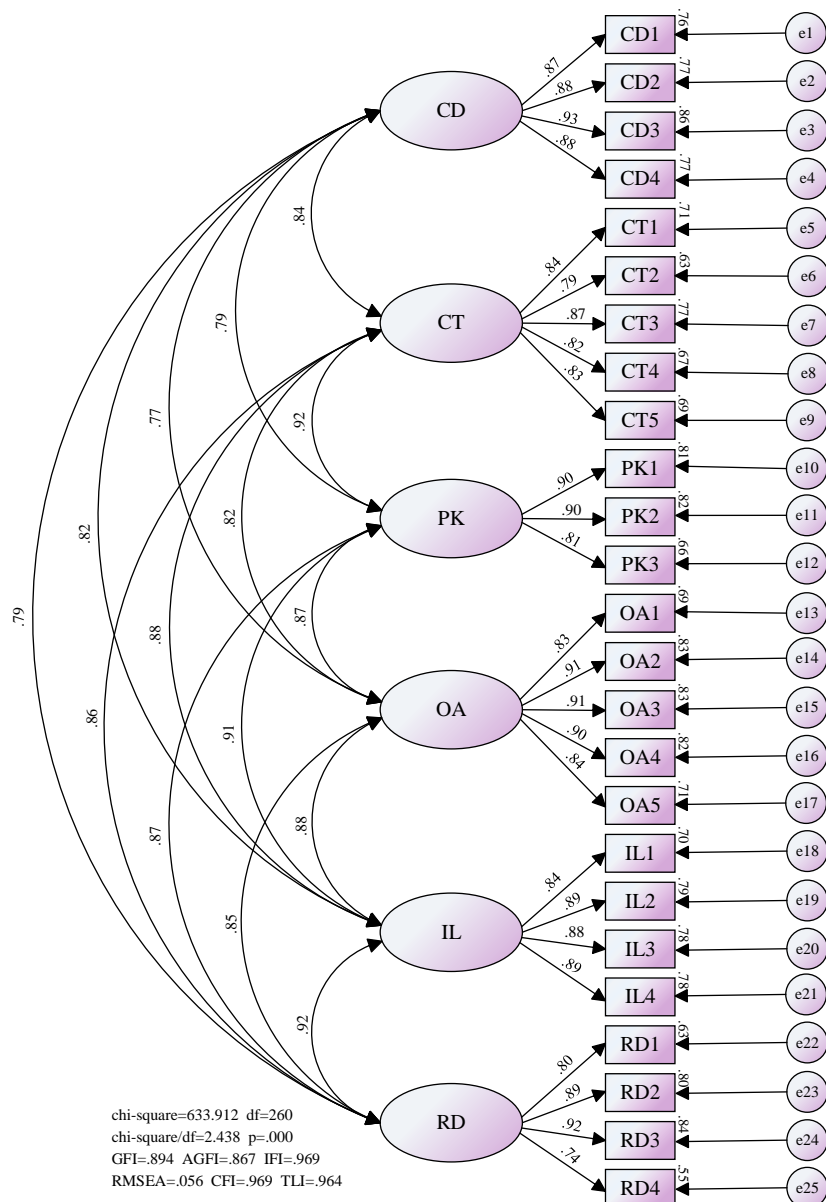 .76
CD1
e1
.87
.77
CD2
e2
.88
CD
.86
CD3
e3
.93
.77
CD4
e4
.88
.84
.71
CT1
e5
.84
.63
CT2
e6
.79
CT
.77
CT3
e7
.87
.67
CT4
e8
.82
.69
CT5
e9
.83
.79
.77
.92
.81
PK1
e10
.90
PK
.82
PK2
e11
.90
.66
PK3
e12
.81
.82
.82
.79
.88
.87
.69
OA1
e13
.83
.83
OA2
e14
.91
OA
.83
OA3
e15
.91
.82
OA4
e16
.90
.71
OA5
e17
.84
.86
.91
.87
.88
.70
IL1
e18
.84
.79
IL2
e19
.89
IL
.78
IL3
e20
.88
.78
IL4
e21
.89
.85
.92
.63
RD1
e22
.80
.80
RD2
e23
.89
RD
.84
RD3
e24
.92
.55
RD4
e25
.74
chi-square=633.912 df=260
chi-square/df=2.438 p=.000
GFI=.894 AGFI=.867 IFI=.969
RMSEA=.056 CFI=.969 TLI=.964